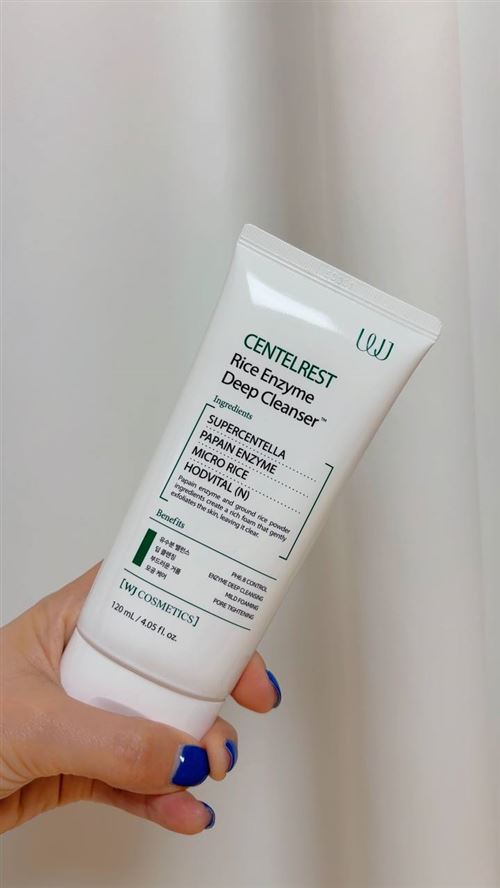 WJ
CENTELREST
Rice Enzyme
Deep Cleanser™
Ingredients
SUPERCENTELLA
PAPAIN ENZYME
MICRO RICE
HODVITAL (N)
Papain enzyme and ground rice powder
ingredients create a rich foam that gently
exfoliates the skin, leaving it clear.
Benefits
유수분 밸런스
딥 클렌징
부드러운 거품
모공 케어
PH6.8 CONTROL
ENZYME DEEP CLEANSING
MILD FOAMING
PORE TIGHTENING
[WJ COSMETICS]
120 mL / 4.05 fl. oz.